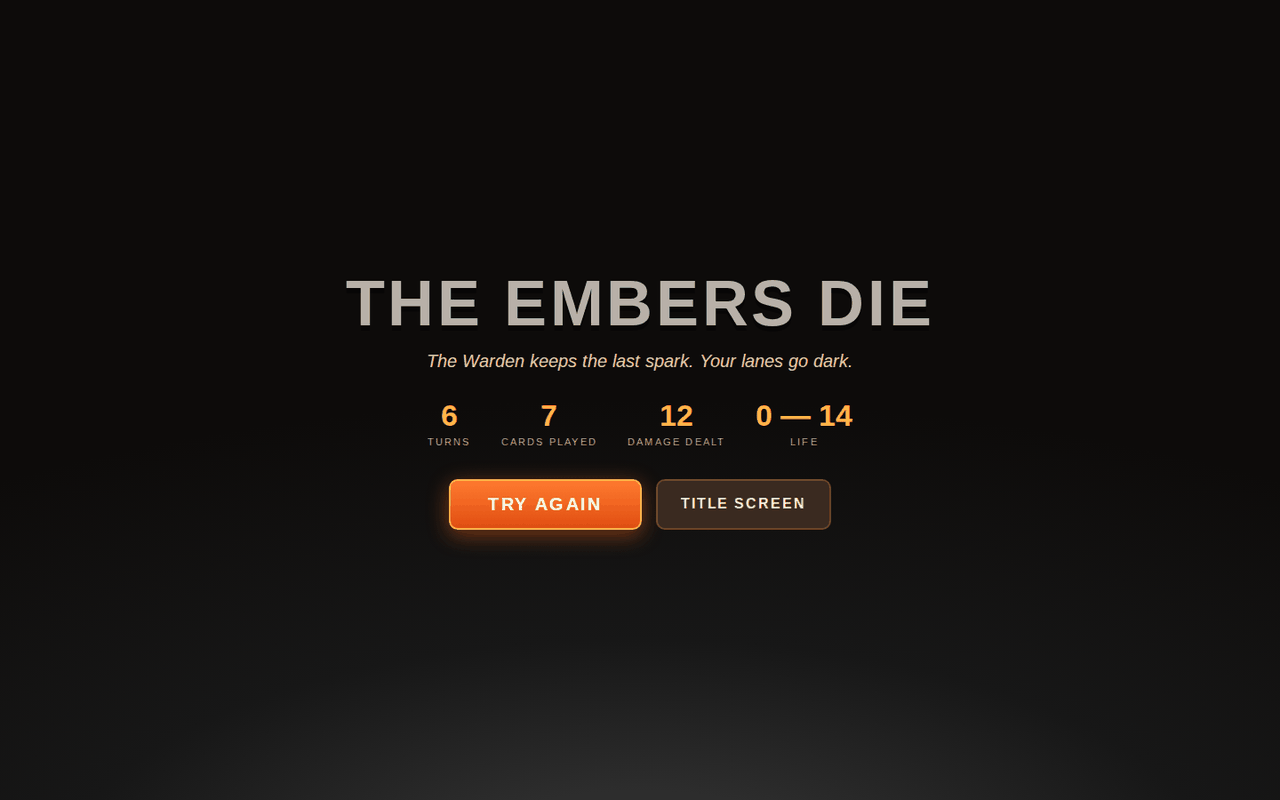 THE EMBERS DIE
The Warden keeps the last spark. Your lanes go dark.
6 7 12 0 — 14
TURNS CARDS PLAYED DAMAGE DEALT LIFE
TRY AGAIN TITLE SCREEN